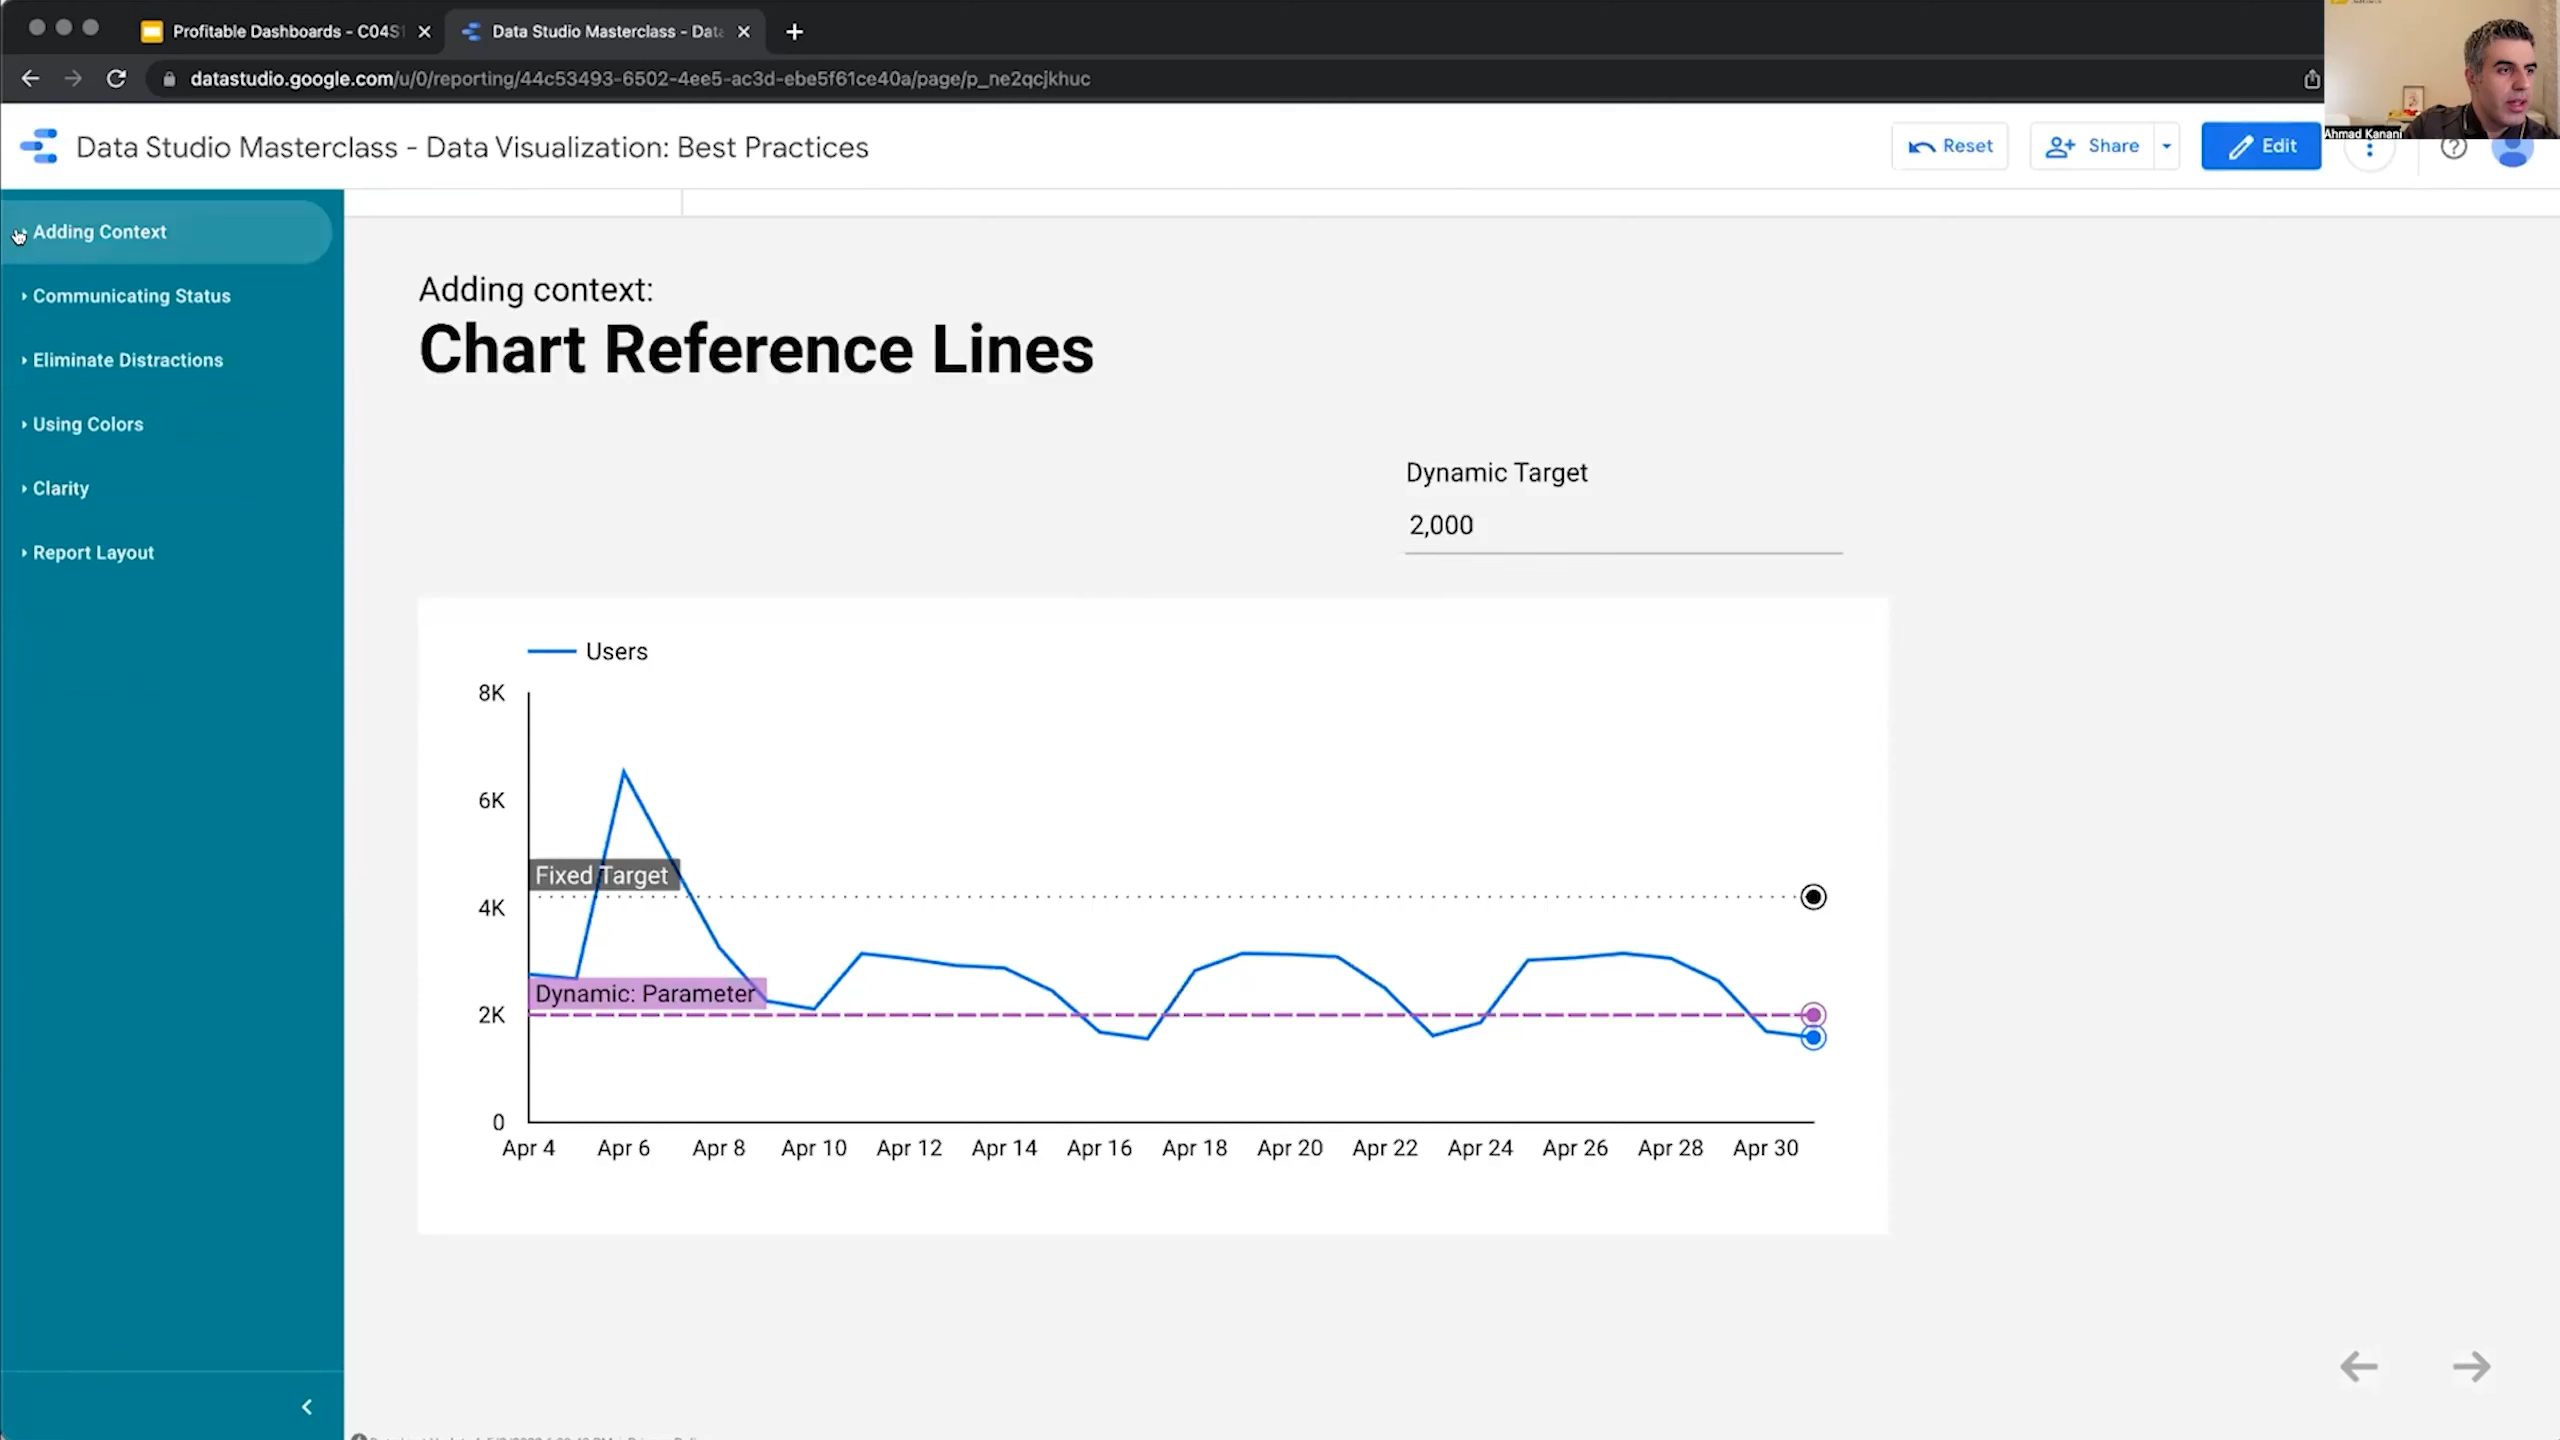 Profitable Dashboards - C04S
Data Studio Masterclass - Dat
datastudio.google.com/u/0/reporting/44c53493-6502-4ee5-ac3d-ebe5f61ce40a/page/p_ne2qcjkhuc
Ahmad Kanani
Data Studio Masterclass - Data Visualization: Best Practices
Reset
Share
Edit
Adding Context
Communicating Status
Eliminate Distractions
Using Colors
Clarity
Report Layout
Adding context:
Chart Reference Lines
Dynamic Target
2,000
Users
8K
6K
4K
2K
0
Fixed Target
Dynamic: Parameter
Apr 4 Apr 6 Apr 8 Apr 10 Apr 12 Apr 14 Apr 16 Apr 18 Apr 20 Apr 22 Apr 24 Apr 26 Apr 28 Apr 30